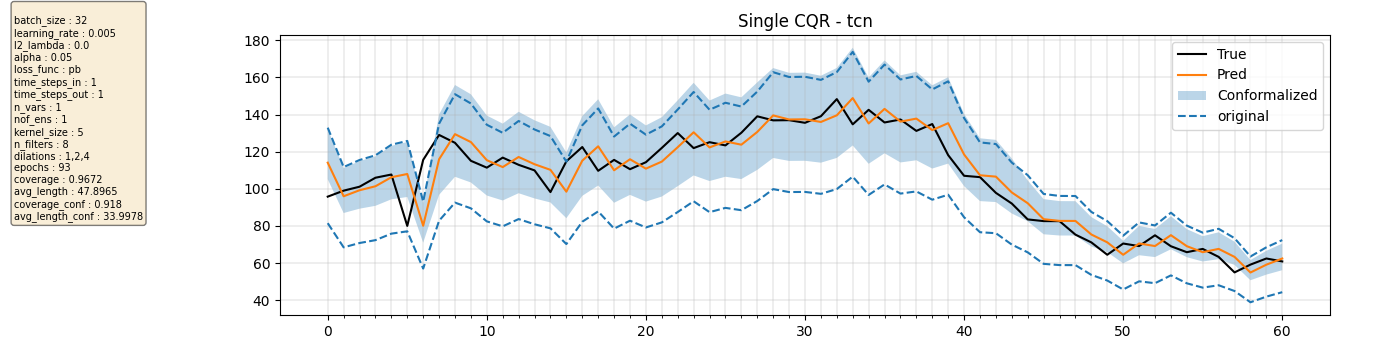 batch_size : 32
learning_rate : 0.005
l2_lambda : 0.0
alpha : 0.05
loss_func : pb
time_steps_in : 1
time_steps_out : 1
n_vars : 1
nof_ens : 1
kernel_size : 5
n_filters : 8
dilations : 1,2,4
epochs : 93
coverage : 0.9672
avg_length : 47.8965
coverage_conf : 0.918
avg_length_conf : 33.9978
Single CQR - tcn
180
160
140
120
100
80
60
40
0 10 20 30 40 50 60
True
Pred
Conformalized
original